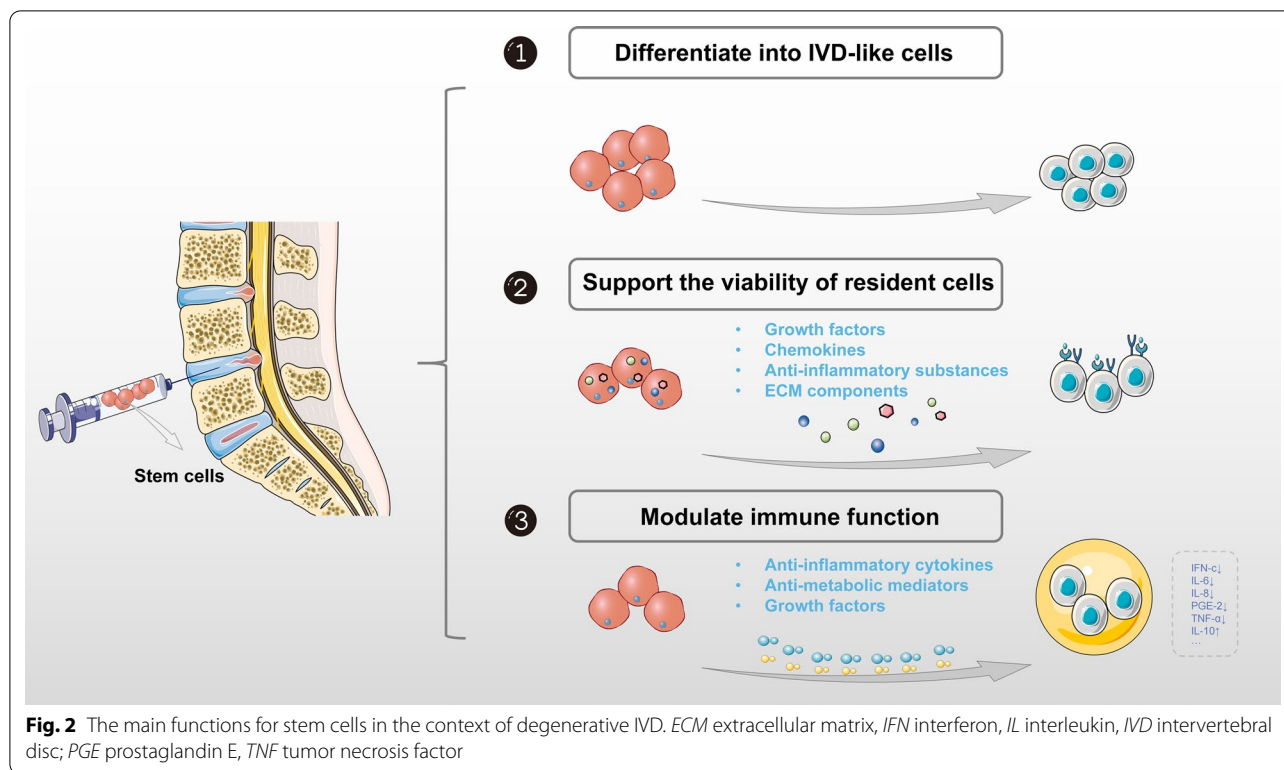 1
Differentiate into IVD-like cells
2
Support the viability of resident cells
• Growth factors
• Chemokines
• Anti-inflammatory substances
• ECM components
Stem cells
3
Modulate immune function
• Anti-inflammatory cytokines
• Anti-metabolic mediators
• Growth factors
IFN-c↓
IL-6↓
IL-8↓
PGE-2↓
TNF-α↓
IL-10↑
...
Fig. 2 The main functions for stem cells in the context of degenerative IVD. ECM extracellular matrix, IFN interferon, IL interleukin, IVD intervertebral
disc; PGE prostaglandin E, TNF tumor necrosis factor